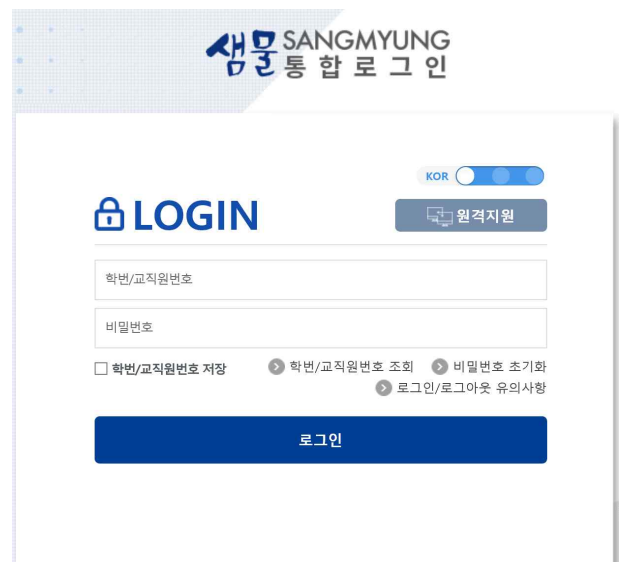 샘물 SANGMYUNG
통합로그인
KOR
LOGIN
원격지원
학번/교직원번호
비밀번호
학번/교직원번호 저장 학번/교직원번호 조회 비밀번호 초기화
로그인/로그아웃 유의사항
로그인